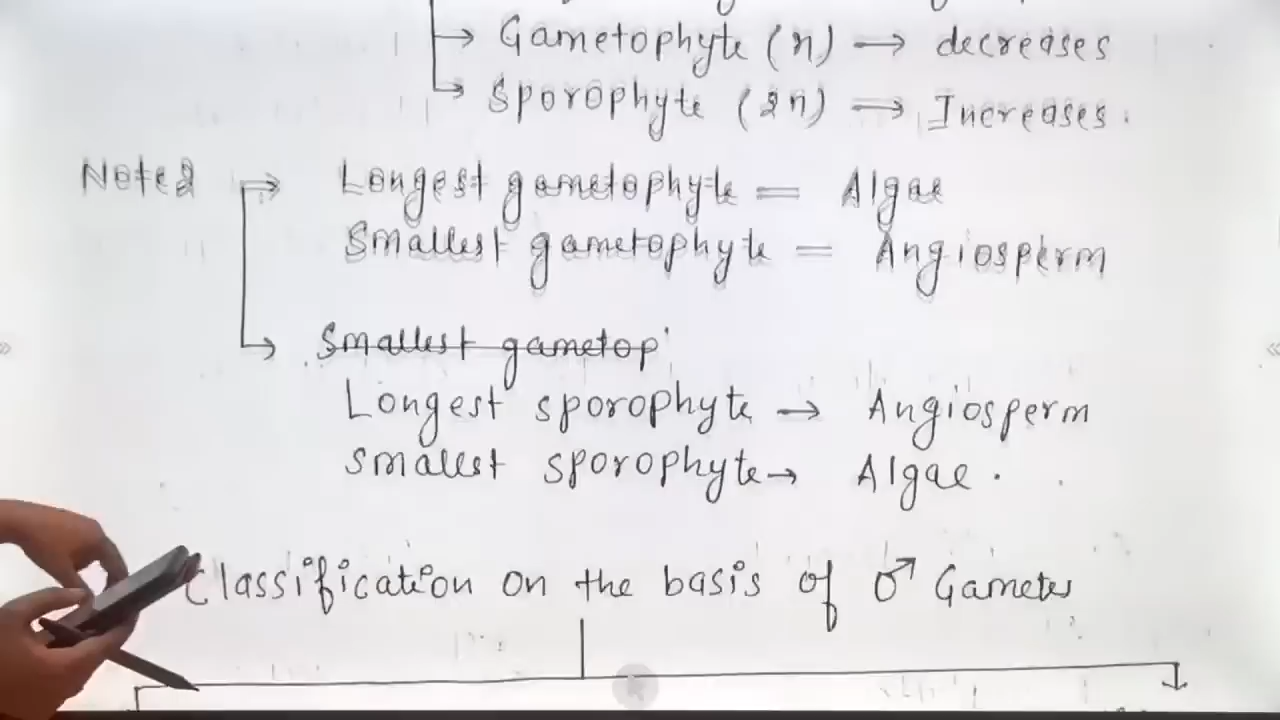 → Gametophyte (n) → decreases
→ Sporophyte (2n) ⇒ Increases.
Note2 ⇒ Longest gametophyte = Algae
Smallest gametophyte = Angiosperm
→ Smallest gametop
Longest sporophyte → Angiosperm
Smallest sporophyte → Algae.
Classification on the basis of ♂ Gametes